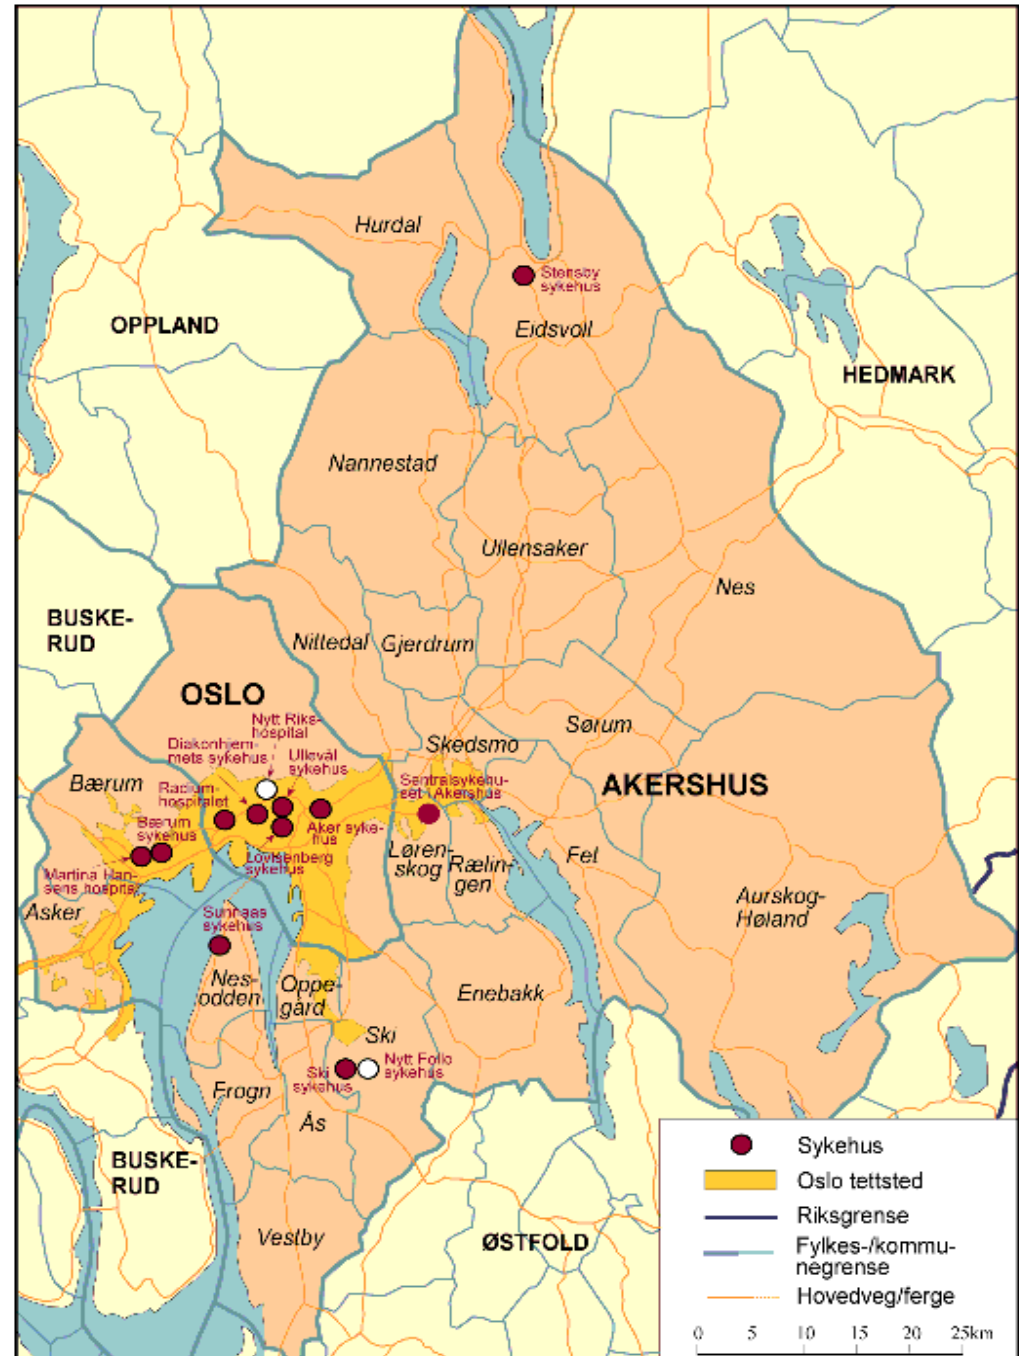 Hurdal
Stensby
sykehus
OPPLAND
Eidsvoll
HEDMARK
Nannestad
Ullensaker
Nes
BUSKE-
RUD
Nittedal
Gjerdrum
OSLO
Nytt Riks-
hospital
Sørum
Diakonhjem-
mets sykehus
Ullevål
sykehus
Skedsmo
Bærum
Radium-
hospitalet
Sentralsykehu-
set i Akershus
AKERSHUS
Bærum
sykehus
Aker syke-
hus
Lovisenberg
sykehus
Løren-
skog
Rælin-
gen
Fet
Martina Han-
sens hospital
Aurskog-
Høland
Asker
Sunnaas
sykehus
Nes-
odden
Oppe-
gård
Enebakk
Ski
Ski
sykehus
Nytt Follo
sykehus
Frogn
Ås
BUSKE-
RUD
Vestby
ØSTFOLD
Sykehus
Oslo tettsted
Riksgrense
Fylkes-/kommu-
negrense
Hovedveg/ferge
0 5 10 15 20 25km